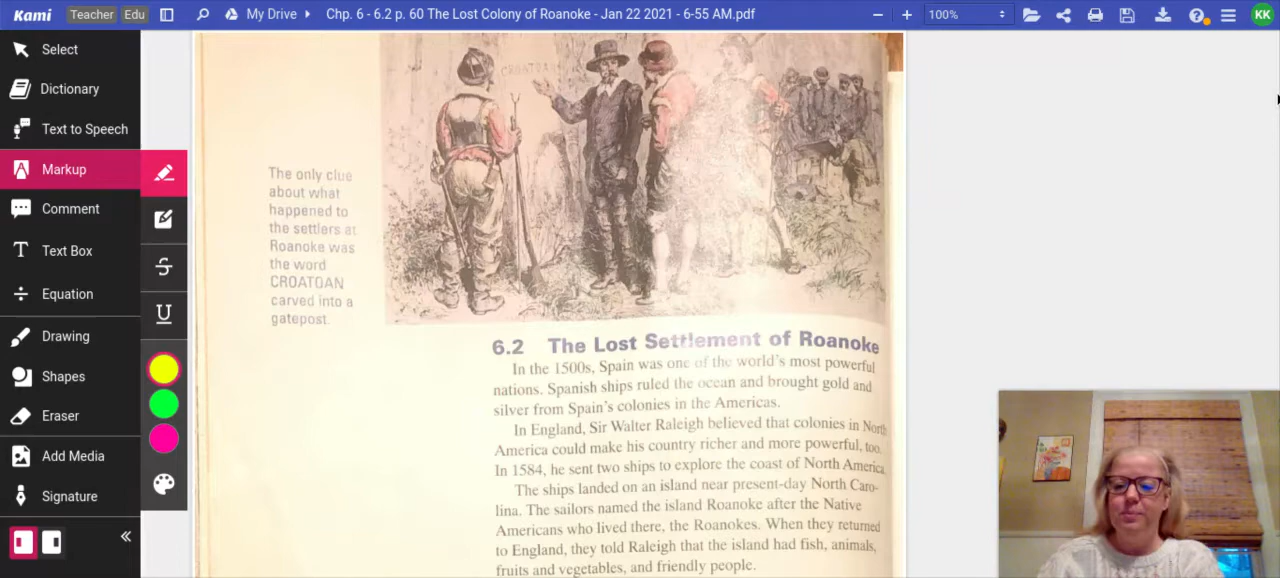 Kami
Teacher
Edu
My Drive
Chp. 6 - 6.2 p. 60 The Lost Colony of Roanoke - Jan 22 2021 - 6-55 AM.pdf
100%
KK
Select
Dictionary
Text to Speech
Markup
Comment
Text Box
Equation
Drawing
Shapes
Eraser
Add Media
Signature
CROATOAN
The only clue
about what
happened to
the settlers at
Roanoke was
the word
CROATOAN
carved into a
gatepost.
6.2 The Lost Settlement of Roanoke
In the 1500s, Spain was one of the world's most powerful
nations. Spanish ships ruled the ocean and brought gold and
silver from Spain's colonies in the Americas.
In England, Sir Walter Raleigh believed that colonies in North
America could make his country richer and more powerful, too.
In 1584, he sent two ships to explore the coast of North America.
The ships landed on an island near present-day North Caro-
lina. The sailors named the island Roanoke after the Native
Americans who lived there, the Roanokes. When they returned
to England, they told Raleigh that the island had fish, animals,
fruits and vegetables, and friendly people.